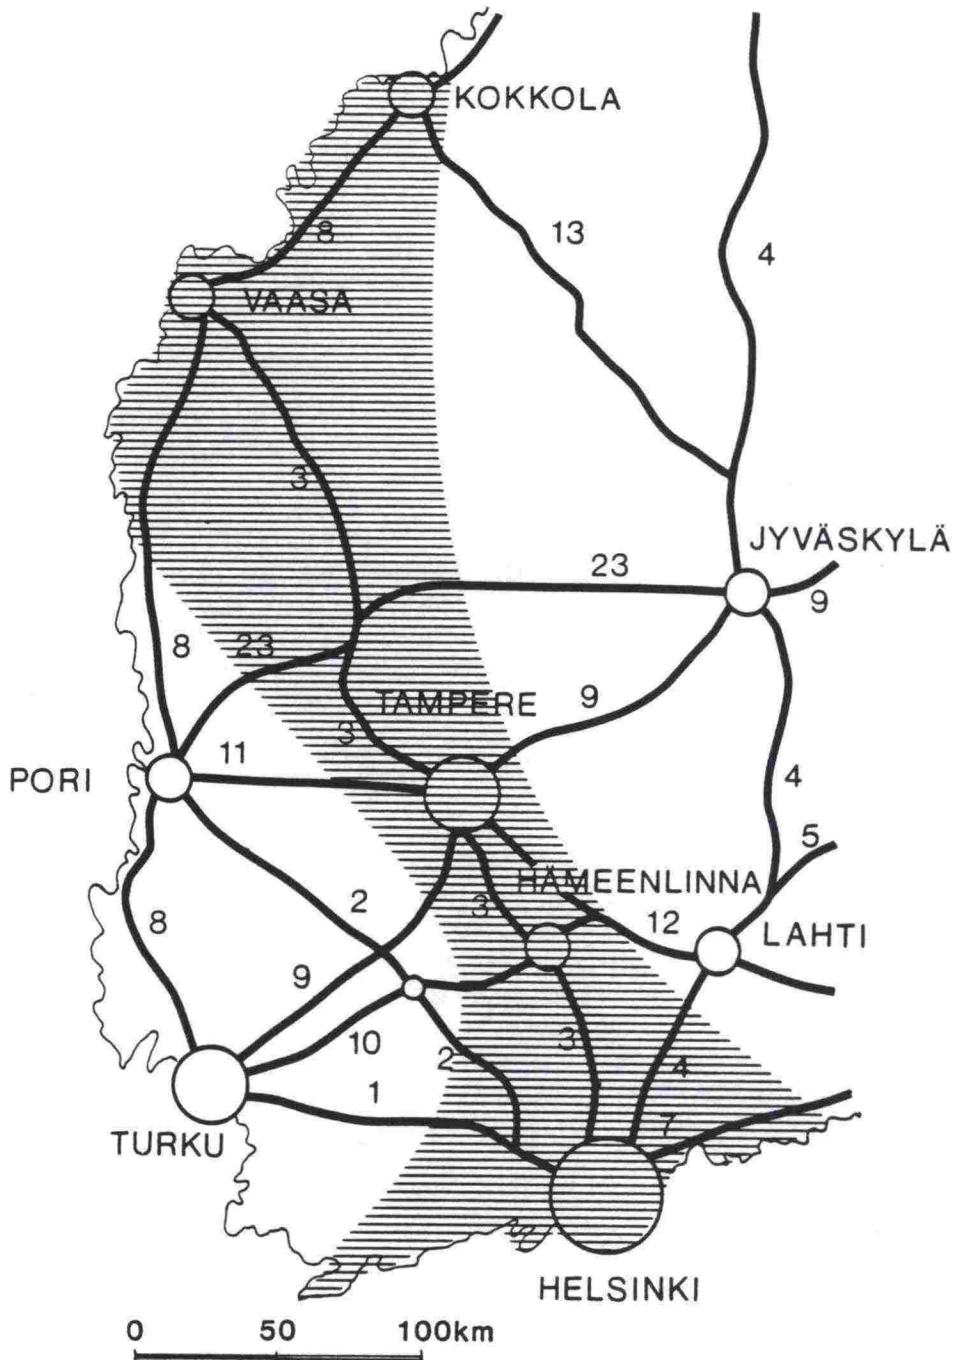 KOKKOLA
8
13
4
VAASA
3
JYVÄSKYLÄ
23
9
8
23
TAMPERE
9
3
11
PORI
4
5
HÄMEENLINNA
2
3
12
LAHTI
8
9
10
2
3
4
1
7
TURKU
HELSINKI
0 50 100km